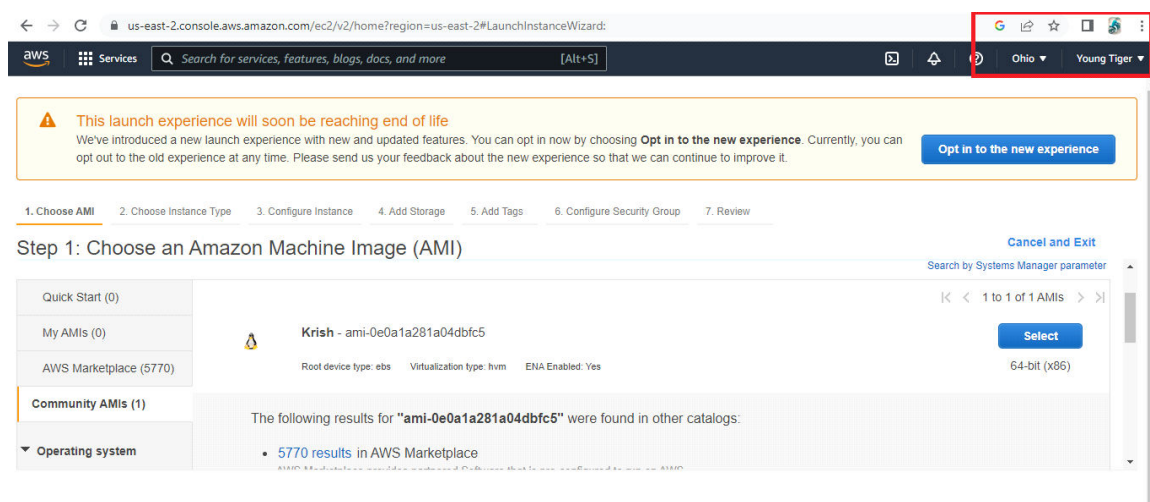 us-east-2.console.aws.amazon.com/ec2/v2/home?region=us-east-2#LaunchInstanceWizard:
aws Services Search for services, features, blogs, docs, and more [Alt+S] Ohio ▼ Young Tiger ▼
This launch experience will soon be reaching end of life
We've introduced a new launch experience with new and updated features. You can opt in now by choosing Opt in to the new experience. Currently, you can
opt out to the old experience at any time. Please send us your feedback about the new experience so that we can continue to improve it.
Opt in to the new experience
1. Choose AMI 2. Choose Instance Type 3. Configure Instance 4. Add Storage 5. Add Tags 6. Configure Security Group 7. Review
Step 1: Choose an Amazon Machine Image (AMI)
Cancel and Exit
Search by Systems Manager parameter
Quick Start (0)
1 to 1 of 1 AMIs
My AMIs (0)
Krish - ami-0e0a1a281a04dbfc5
Select
AWS Marketplace (5770)
Root device type: ebs Virtualization type: hvm ENA Enabled: Yes
64-bit (x86)
Community AMIs (1)
The following results for "ami-0e0a1a281a04dbfc5" were found in other catalogs:
Operating system
• 5770 results in AWS Marketplace